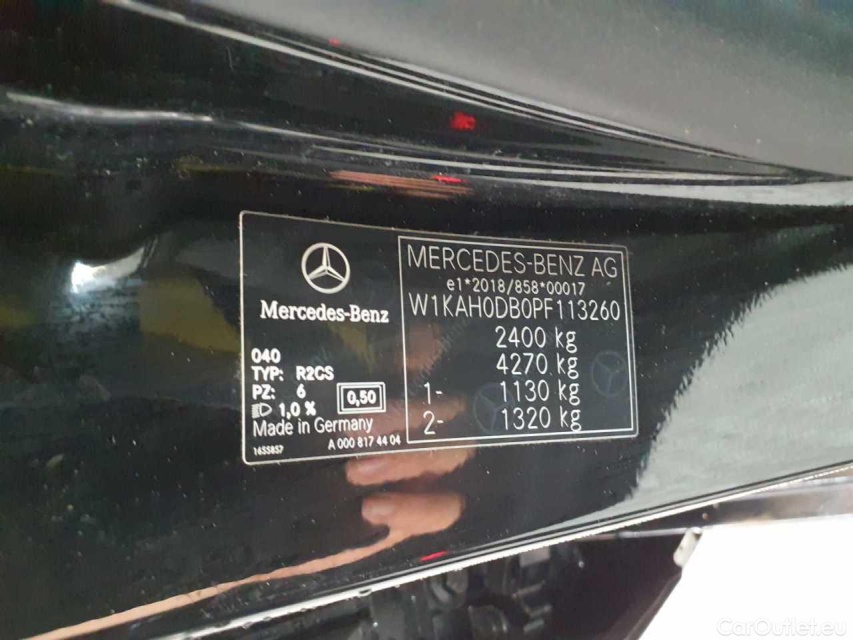 MERCEDES-BENZ AG
e1*2018/858*00017
W1KAH0DB0PF113260
2400 kg
4270 kg
1- 1130 kg
2- 1320 kg
Mercedes-Benz
040
TYP: R2CS
PZ: 6
0,50
1,0 %
Made in Germany
1455857
A 000 817 44 04
CarOutlet.eu